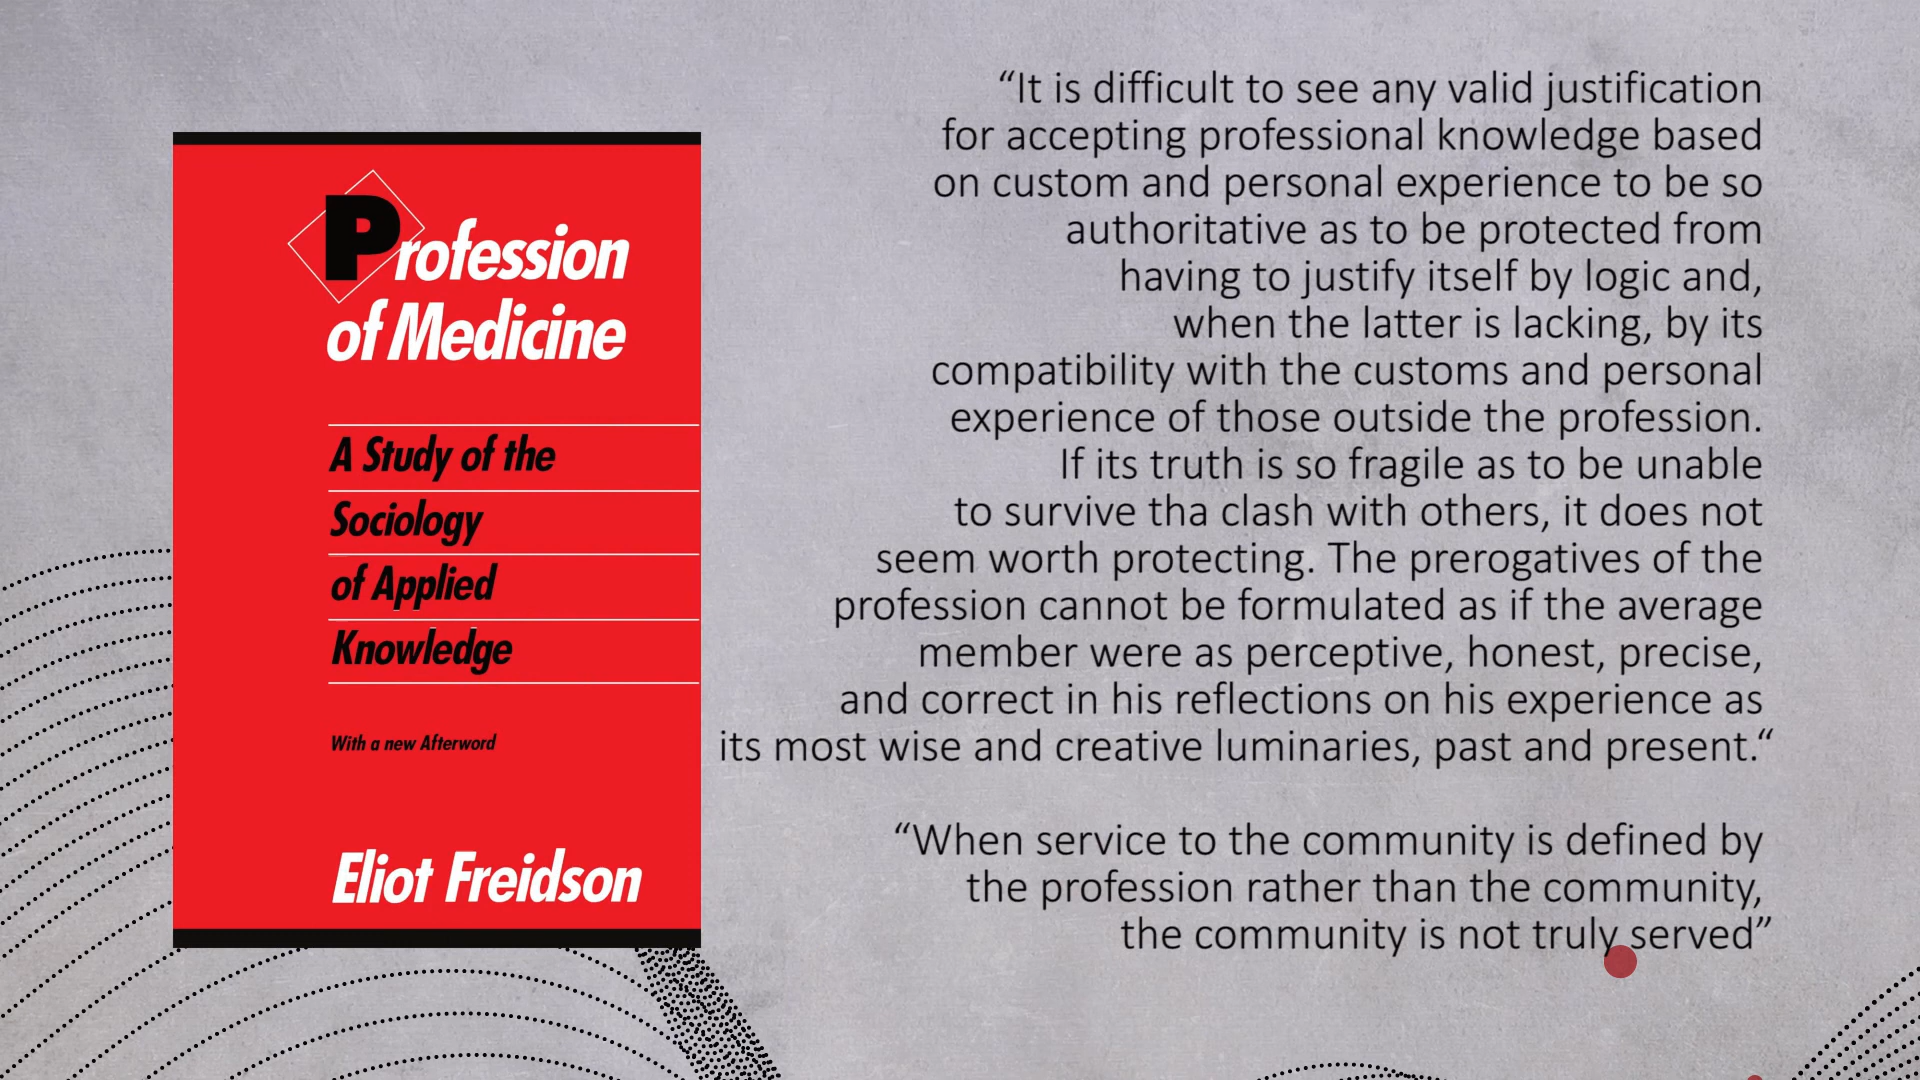 Profession
of Medicine
A Study of the
Sociology
of Applied
Knowledge
With a new Afterword
Eliot Freidson
“It is difficult to see any valid justification
for accepting professional knowledge based
on custom and personal experience to be so
authoritative as to be protected from
having to justify itself by logic and,
when the latter is lacking, by its
compatibility with the customs and personal
experience of those outside the profession.
If its truth is so fragile as to be unable
to survive tha clash with others, it does not
seem worth protecting. The prerogatives of the
profession cannot be formulated as if the average
member were as perceptive, honest, precise,
and correct in his reflections on his experience as
its most wise and creative luminaries, past and present.“
“When service to the community is defined by
the profession rather than the community,
the community is not truly served”